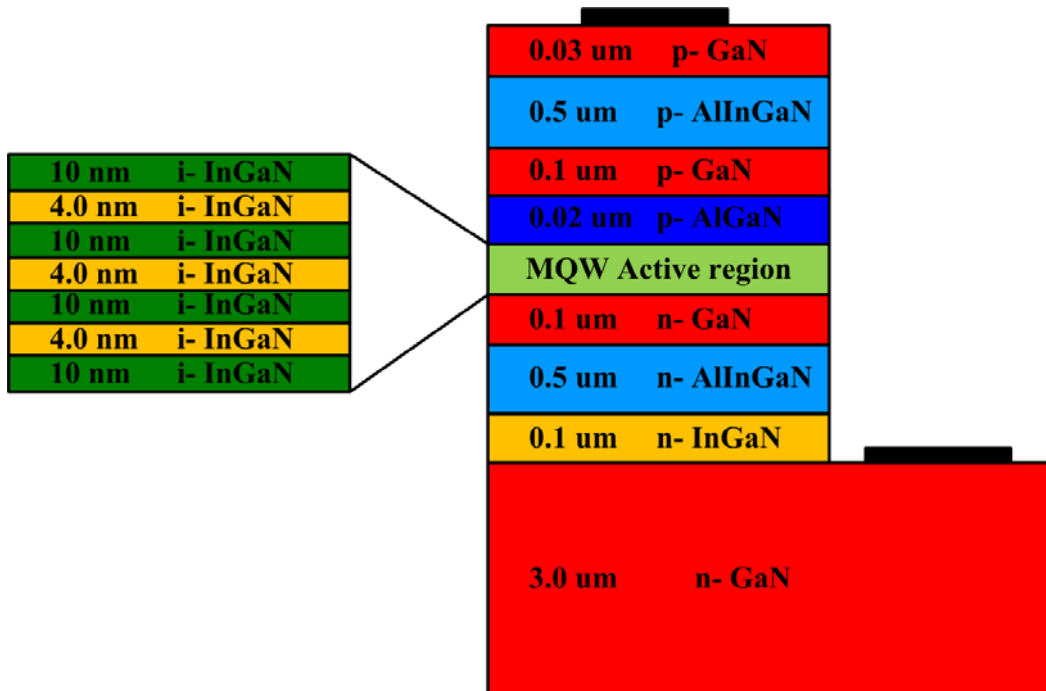 0.03 um p- GaN
0.5 um p- AlInGaN
0.1 um p- GaN
0.02 um p- AlGaN
MQW Active region
0.1 um n- GaN
0.5 um n- AlInGaN
0.1 um n- InGaN
3.0 um n- GaN
10 nm i- InGaN
4.0 nm i- InGaN
10 nm i- InGaN
4.0 nm i- InGaN
10 nm i- InGaN
4.0 nm i- InGaN
10 nm i- InGaN